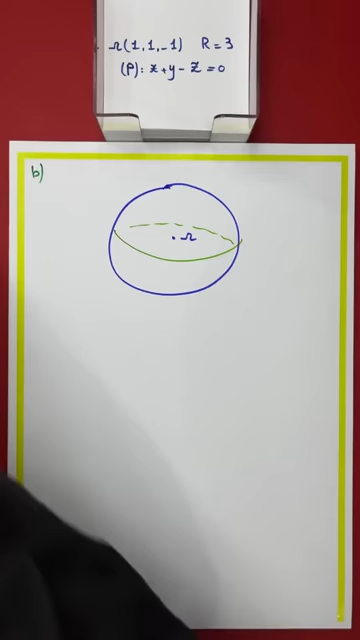 Ω(1,1,-1) R=3
(P): x+y-z=0
b)
Ω